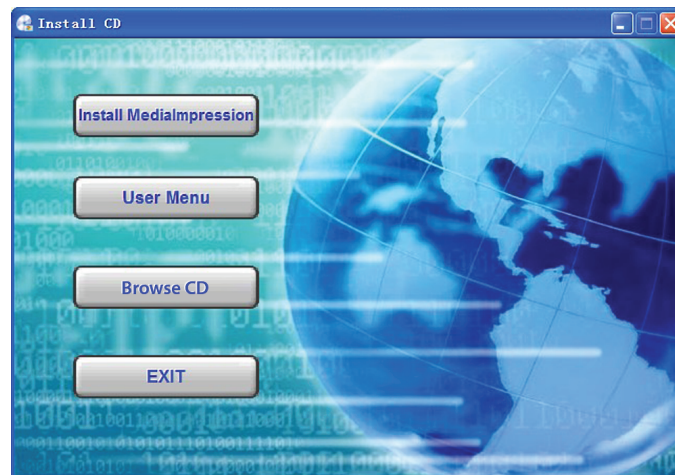 Install CD
Install MediaImpression
User Menu
Browse CD
EXIT